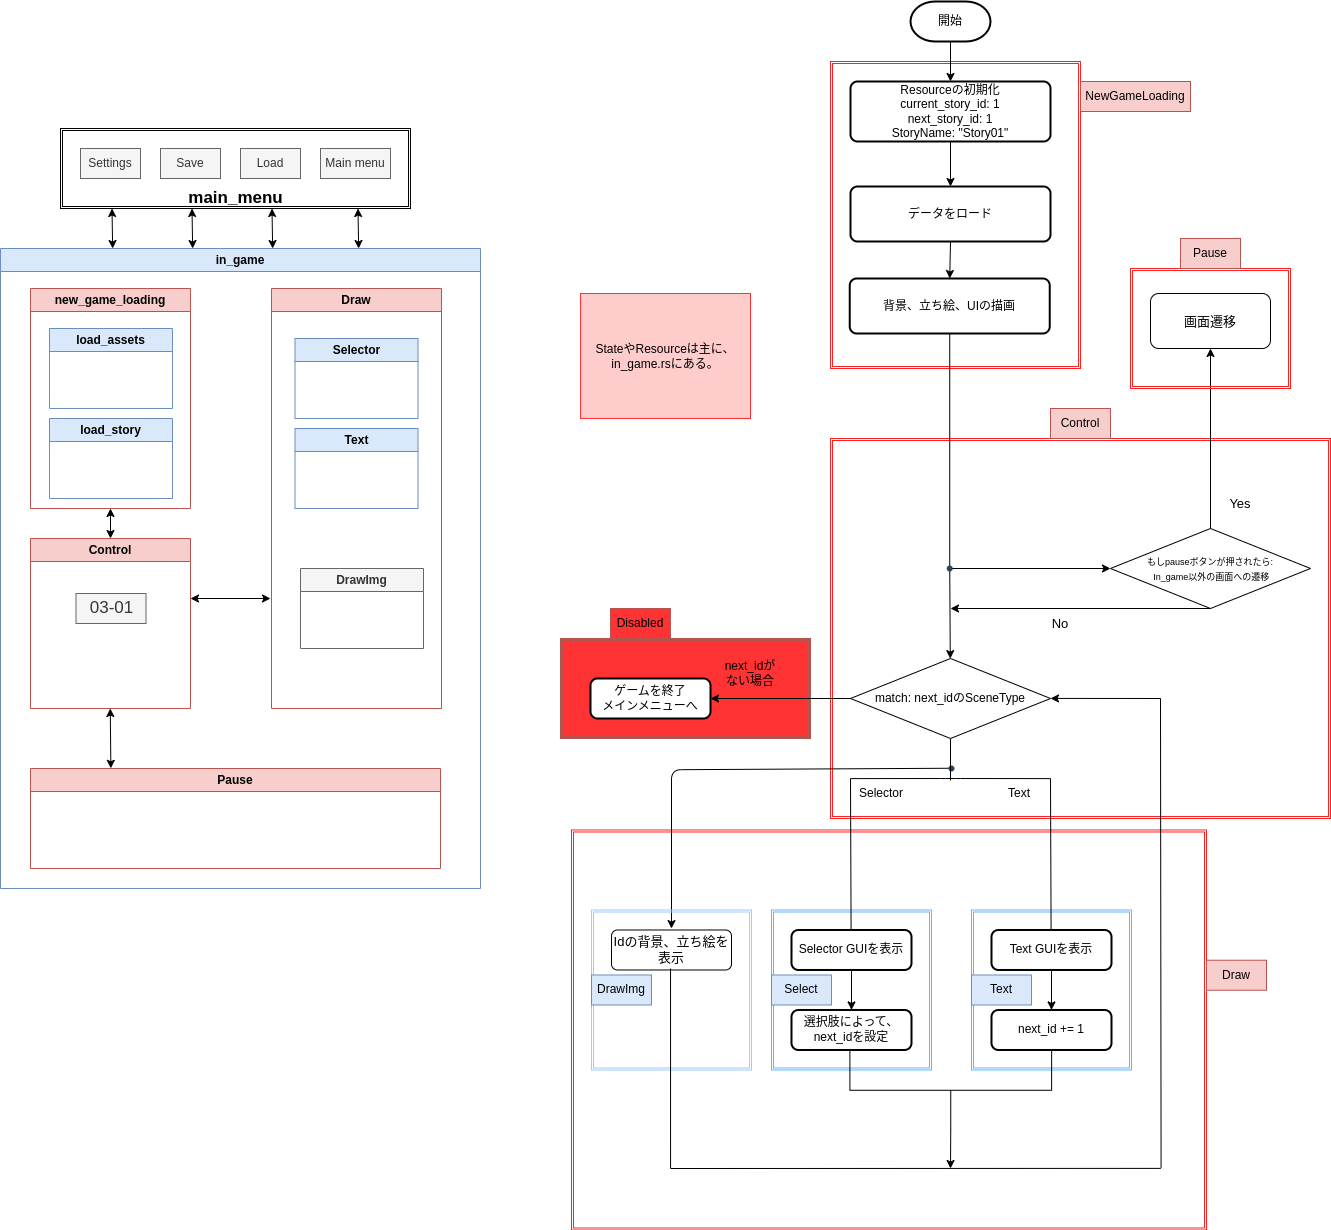 Settings
Save
Load
Main menu
main_menu
in_game
new_game_loading
load_assets
load_story
Draw
Selector
Text
DrawImg
Control
03-01
Pause
StateやResourceは主に、
in_game.rsにある。
開始
NewGameLoading
Resourceの初期化
current_story_id: 1
next_story_id: 1
StoryName: "Story01"
データをロード
背景、立ち絵、UIの描画
Pause
画面遷移
Control
Yes
もしpauseボタンが押されたら:
In_game以外の画面への遷移
No
Disabled
next_idが
ない場合
ゲームを終了
メインメニューへ
match: next_idのSceneType
Selector
Text
Idの背景、立ち絵を
表示
DrawImg
Selector GUIを表示
Select
選択肢によって、
next_idを設定
Text GUIを表示
Text
next_id += 1
Draw